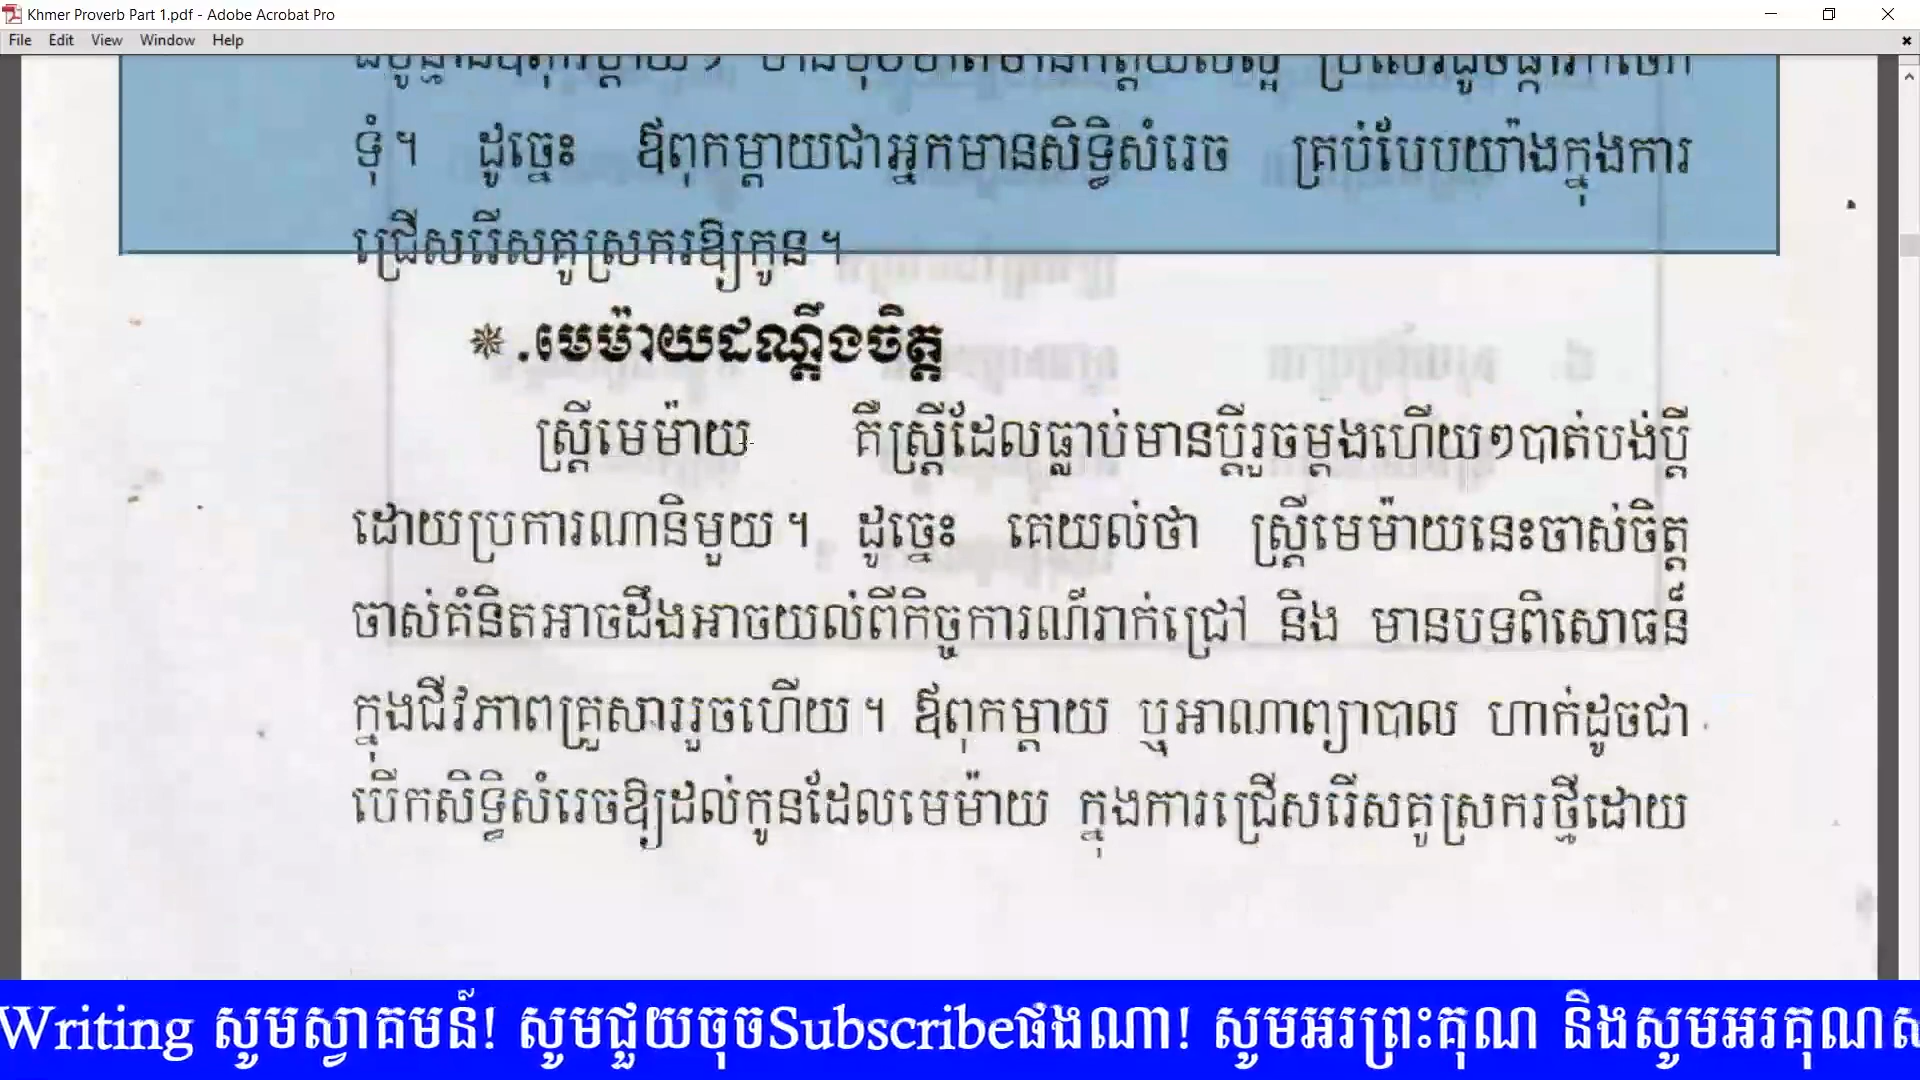 Khmer Proverb Part 1.pdf - Adobe Acrobat Pro
File Edit View Window Help
ទុំ។ ដូច្នេះ ឪពុកម្ដាយជាអ្នកមានសិទ្ធិសំរេច គ្រប់បែបយ៉ាងក្នុងការ
ជ្រើសរើសគូស្រករឱ្យកូន។
.មេម៉ាយដណ្ដឹងចិត្ត
ស្ត្រីមេម៉ាយ គឺស្ត្រីដែលធ្លាប់មានប្ដីរួចម្ដងហើយៗបាត់បង់ប្ដី
ដោយប្រការណានិមួយ។ ដូច្នេះ គេយល់ថា ស្ត្រីមេម៉ាយនេះចាស់ចិត្ត
ចាស់គំនិតអាចដឹងអាចយល់ពីកិច្ចការណ៍រាក់ជ្រៅ និង មានបទពិសោធន៍
ក្នុងជីវភាពគ្រួសាររួចហើយ។ ឪពុកម្ដាយ ឬអាណាព្យាបាល ហាក់ដូចជា
បើកសិទ្ធិសំរេចឱ្យដល់កូនដែលមេម៉ាយ ក្នុងការជ្រើសរើសគូស្រករថ្មីដោយ
Writing សូមស្វាគមន៍! សូមជួយចុចSubscribeផងណា! សូមអរព្រះគុណ និងសូមអរគុណ